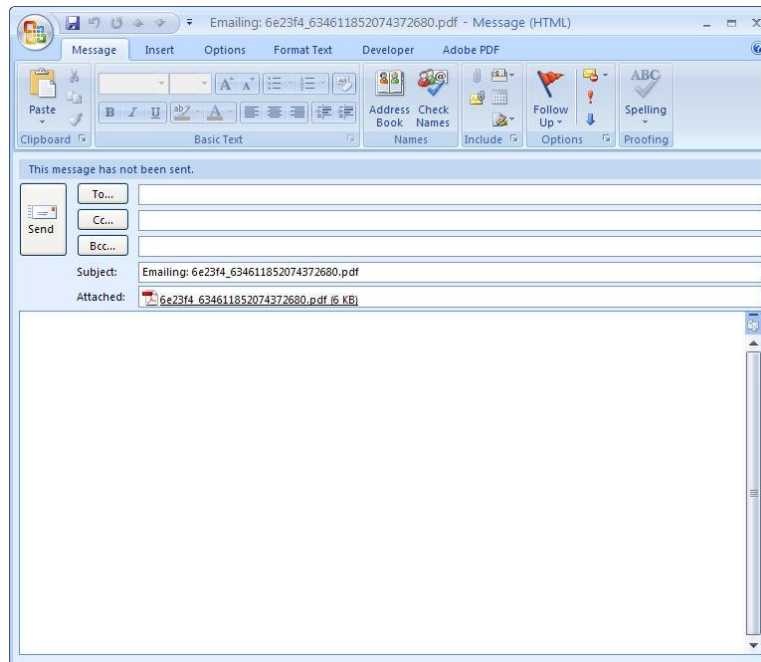 Emailing: 6e23f4_634611852074372680.pdf - Message (HTML)
Message Insert Options Format Text Developer Adobe PDF
ABC
Paste
B I U ab A
Address Book
Check Names
Follow Up
Spelling
Clipboard Basic Text Names Include Options Proofing
This message has not been sent.
Send
To...
Cc...
Bcc...
Subject: Emailing: 6e23f4_634611852074372680.pdf
Attached: 6e23f4_634611852074372680.pdf (6 KB)